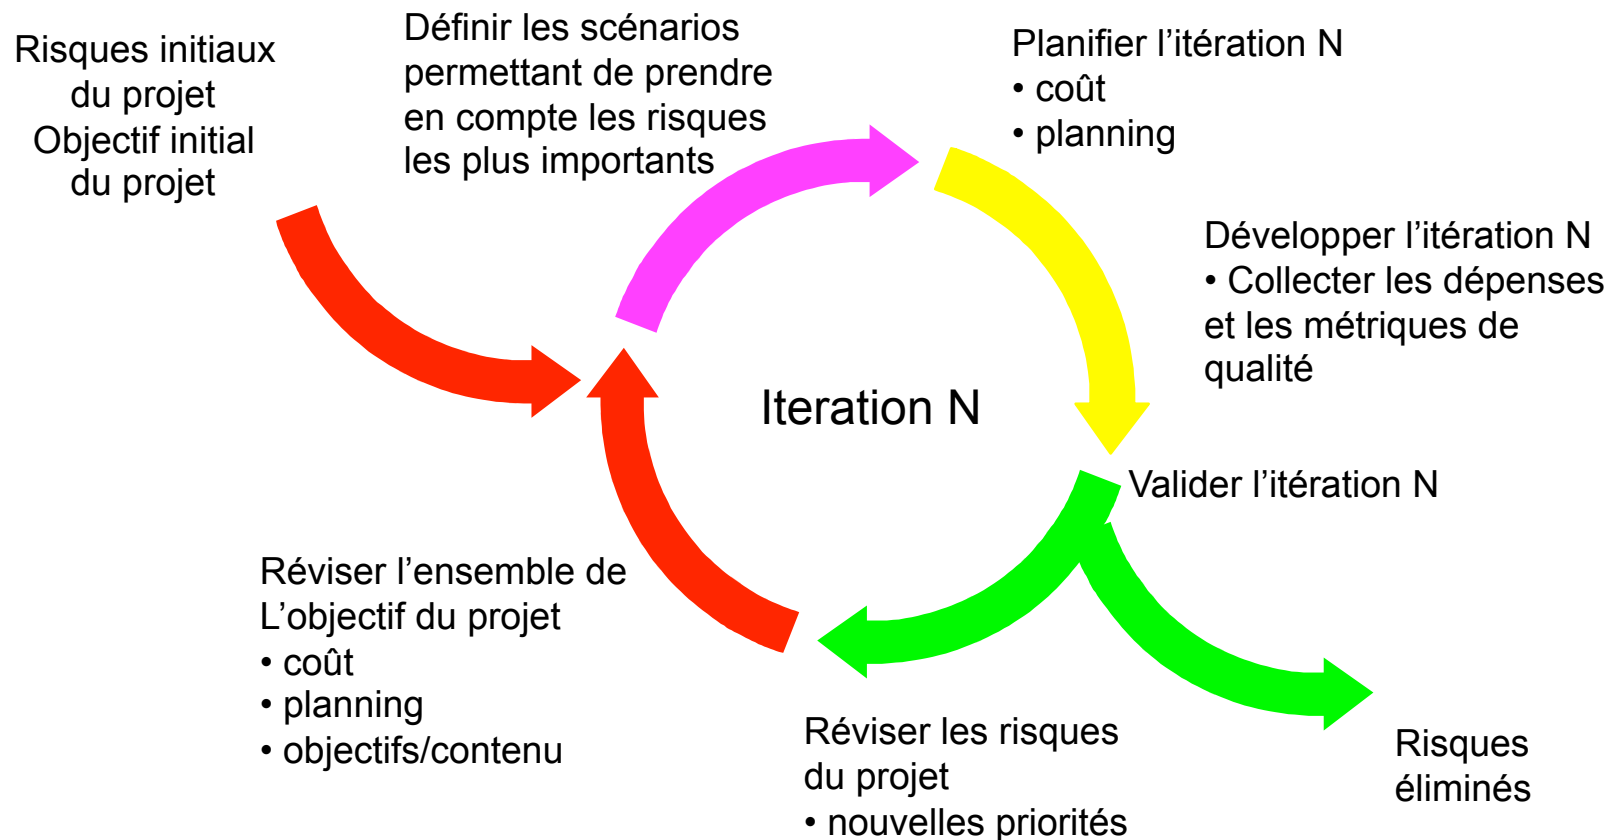 Risques initiaux
du projet
Objectif initial
du projet
Définir les scénarios
permettant de prendre
en compte les risques
les plus importants
Planifier l’itération N
• coût
• planning
Développer l’itération N
• Collecter les dépenses
et les métriques de
qualité
Iteration N
Valider l’itération N
Réviser l’ensemble de
L’objectif du projet
• coût
• planning
• objectifs/contenu
Réviser les risques
du projet
• nouvelles priorités
Risques
éliminés